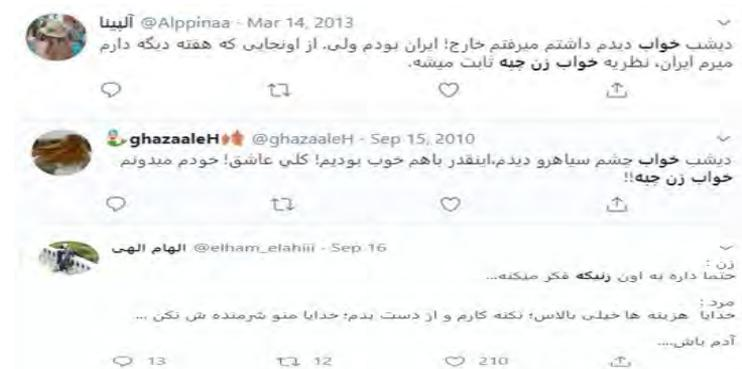 آلپینا @Alppinaa - Mar 14, 2013
دیشب خواب دیدم داشتم میرفتم خارج! ایران بودم ولی. از اونجایی که هفته دیگه دارم
میرم ایران، نظریه خواب زن چپه ثابت میشه.
ghazaaleH @ghazaaleH - Sep 15, 2010
دیشب خواب چشم سیاهرو دیدم،اینقدر باهم خوب بودیم! کلی عاشق! خودم میدونم
خواب زن چپه!!
الهام الهی @elham_elahiii - Sep 16
زن :
حتما داره به اون زنیکه فکر میکنه...
مرد :
خدایا هزینه ها خیلی بالاس؛ نکنه کارم و از دست بدم؛ خدایا منو شرمنده ش نکن ...
آدم باش....
13 12 210